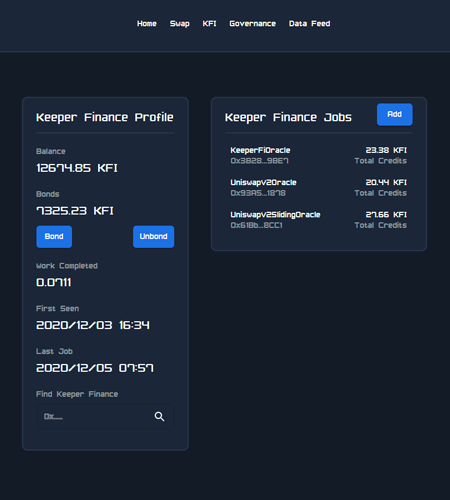 Home Swap KFI Governance Data Feed
Keeper Finance Profile
Balance
12674.85 KFI
Bonds
7325.23 KFI
Bond Unbond
Work Completed
0.0711
First Seen
2020/12/03 16:34
Last Job
2020/12/05 07:57
Find Keeper Finance
0x.....
Keeper Finance Jobs
Add
KeeperFiOracle 23.38 KFI
0x3B28...9BE7 Total Credits
UniswapV2Oracle 20.44 KFI
0x93A5...1878 Total Credits
UniswapV2SlidingOracle 27.66 KFI
0x61Bb...8CC1 Total Credits